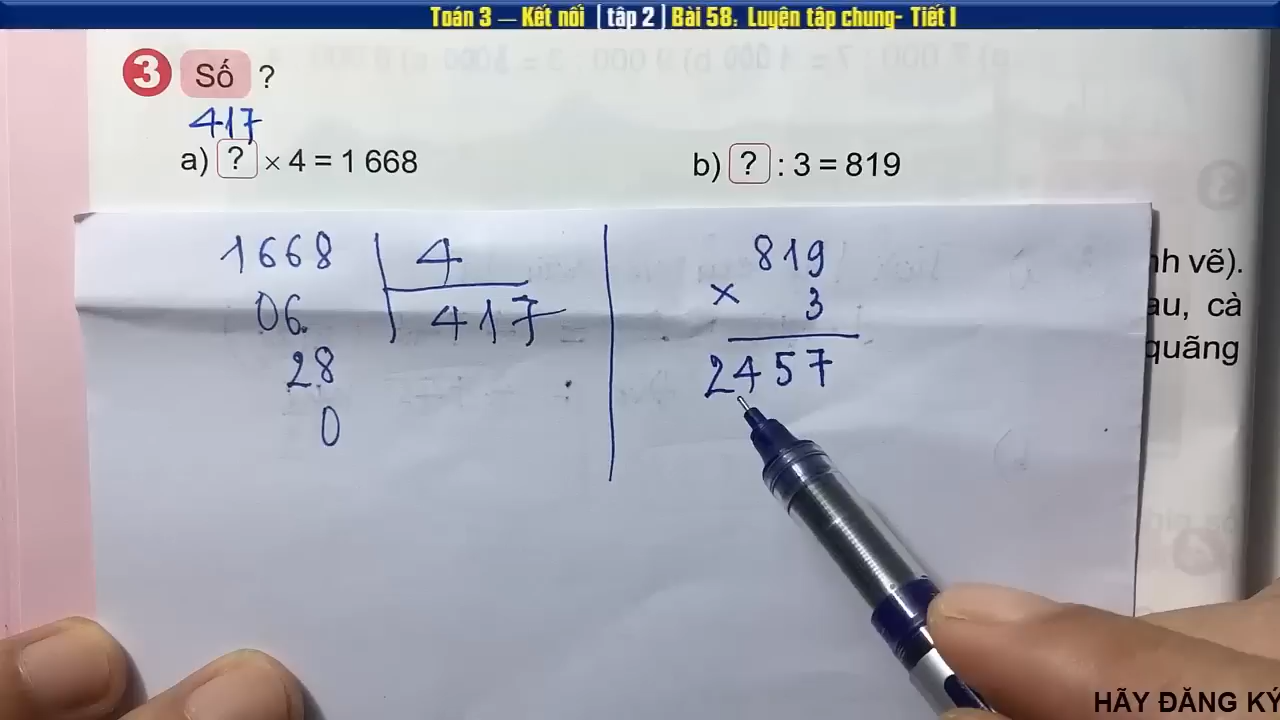 Toán 3 – Kết nối (tập 2) Bài 58: Luyện tập chung- Tiết 1
3 Số ?
417
a) ? × 4 = 1 668
b) ? : 3 = 819
1668 4
06 417
28
0
819
× 3
2457
nh vẽ).
au, cà
quãng
HÃY ĐĂNG KÝ